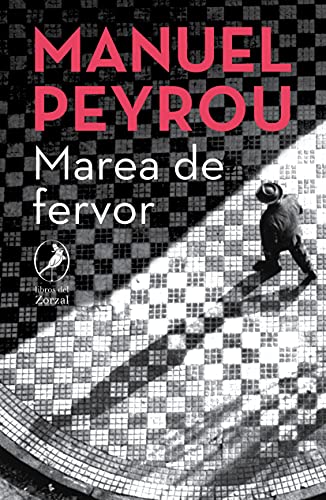 MANUEL
PEYROU
Marea de
fervor
libros del
Zorzal